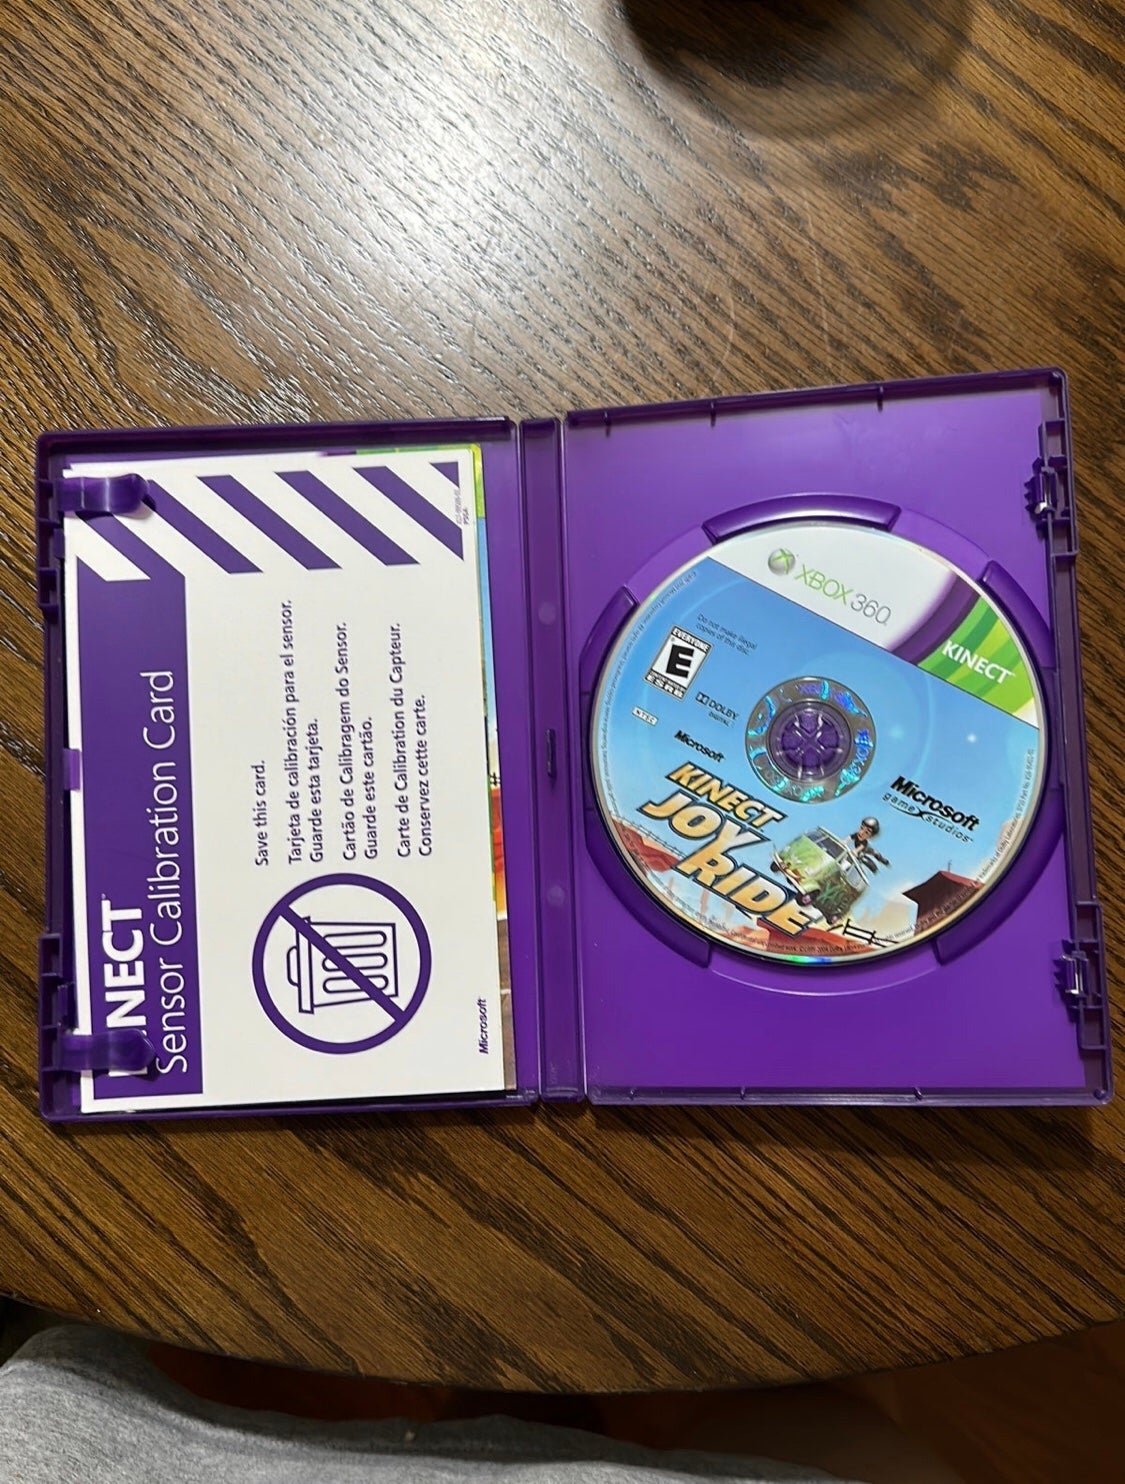 KINECT
Sensor Calibration Card
Save this card.
Tarjeta de calibración para el sensor.
Guarde esta tarjeta.
Cartão de Calibragem do Sensor.
Guarde este cartão.
Carte de Calibration du Capteur.
Conservez cette carte.
Microsoft
XBOX 360
KINECT
Do not make illegal
copies of this disc.
EVERYONE
E
ESRB
DOLBY
DIGITAL
NTSC
Microsoft
KINECT
JOY
RIDE
Microsoft
game studios